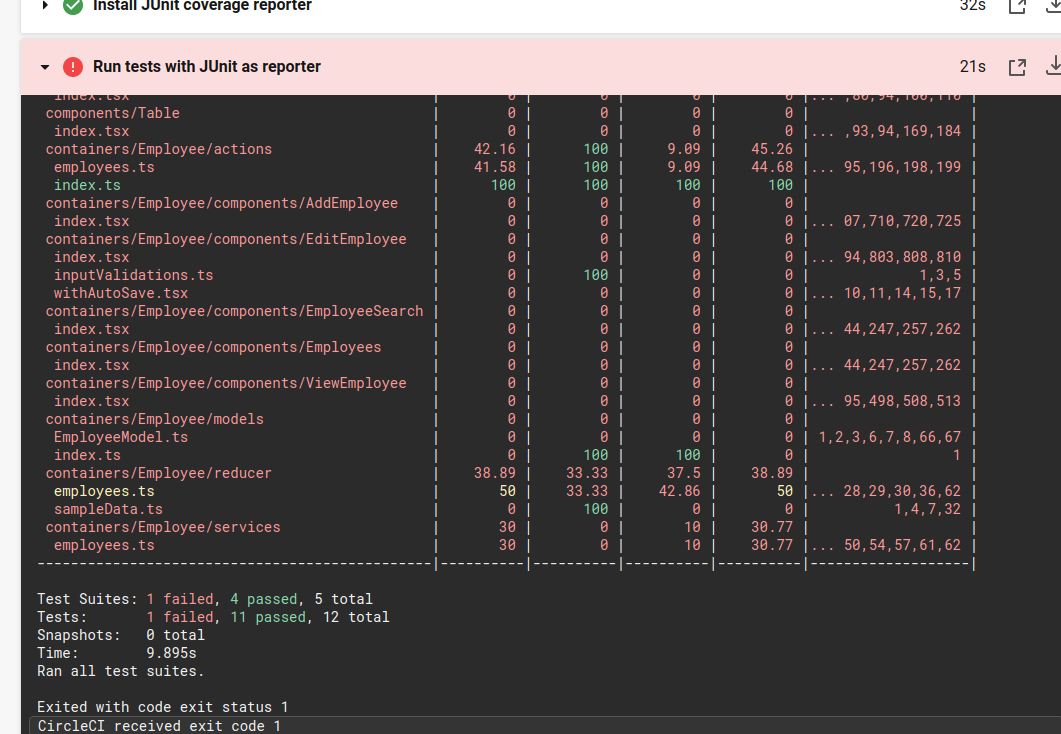 Install JUnit coverage reporter 32s
Run tests with JUnit as reporter 21s
index.tsx | 0 | 0 | 0 | 0 |... ,86,94,106,116 |
components/Table | 0 | 0 | 0 | 0 | |
index.tsx | 0 | 0 | 0 | 0 |... ,93,94,169,184 |
containers/Employee/actions | 42.16 | 100 | 9.09 | 45.26 | |
employees.ts | 41.58 | 100 | 9.09 | 44.68 |... 95,196,198,199 |
index.ts | 100 | 100 | 100 | 100 | |
containers/Employee/components/AddEmployee | 0 | 0 | 0 | 0 | |
index.tsx | 0 | 0 | 0 | 0 |... 07,710,720,725 |
containers/Employee/components/EditEmployee | 0 | 0 | 0 | 0 | |
index.tsx | 0 | 0 | 0 | 0 |... 94,803,808,810 |
inputValidations.ts | 0 | 100 | 0 | 0 | 1,3,5 |
withAutoSave.tsx | 0 | 0 | 0 | 0 |... 10,11,14,15,17 |
containers/Employee/components/EmployeeSearch | 0 | 0 | 0 | 0 | |
index.tsx | 0 | 0 | 0 | 0 |... 44,247,257,262 |
containers/Employee/components/Employees | 0 | 0 | 0 | 0 | |
index.tsx | 0 | 0 | 0 | 0 |... 44,247,257,262 |
containers/Employee/components/ViewEmployee | 0 | 0 | 0 | 0 | |
index.tsx | 0 | 0 | 0 | 0 |... 95,498,508,513 |
containers/Employee/models | 0 | 0 | 0 | 0 | |
EmployeeModel.ts | 0 | 0 | 0 | 0 | 1,2,3,6,7,8,66,67 |
index.ts | 0 | 100 | 100 | 0 | 1 |
containers/Employee/reducer | 38.89 | 33.33 | 37.5 | 38.89 | |
employees.ts | 50 | 33.33 | 42.86 | 50 |... 28,29,30,36,62 |
sampleData.ts | 0 | 100 | 0 | 0 | 1,4,7,32 |
containers/Employee/services | 30 | 0 | 10 | 30.77 | |
employees.ts | 30 | 0 | 10 | 30.77 |... 50,54,57,61,62 |
-----------------------------------------------|----------|----------|----------|----------|-------------------|
Test Suites: 1 failed, 4 passed, 5 total
Tests: 1 failed, 11 passed, 12 total
Snapshots: 0 total
Time: 9.895s
Ran all test suites.
Exited with code exit status 1
CircleCI received exit code 1